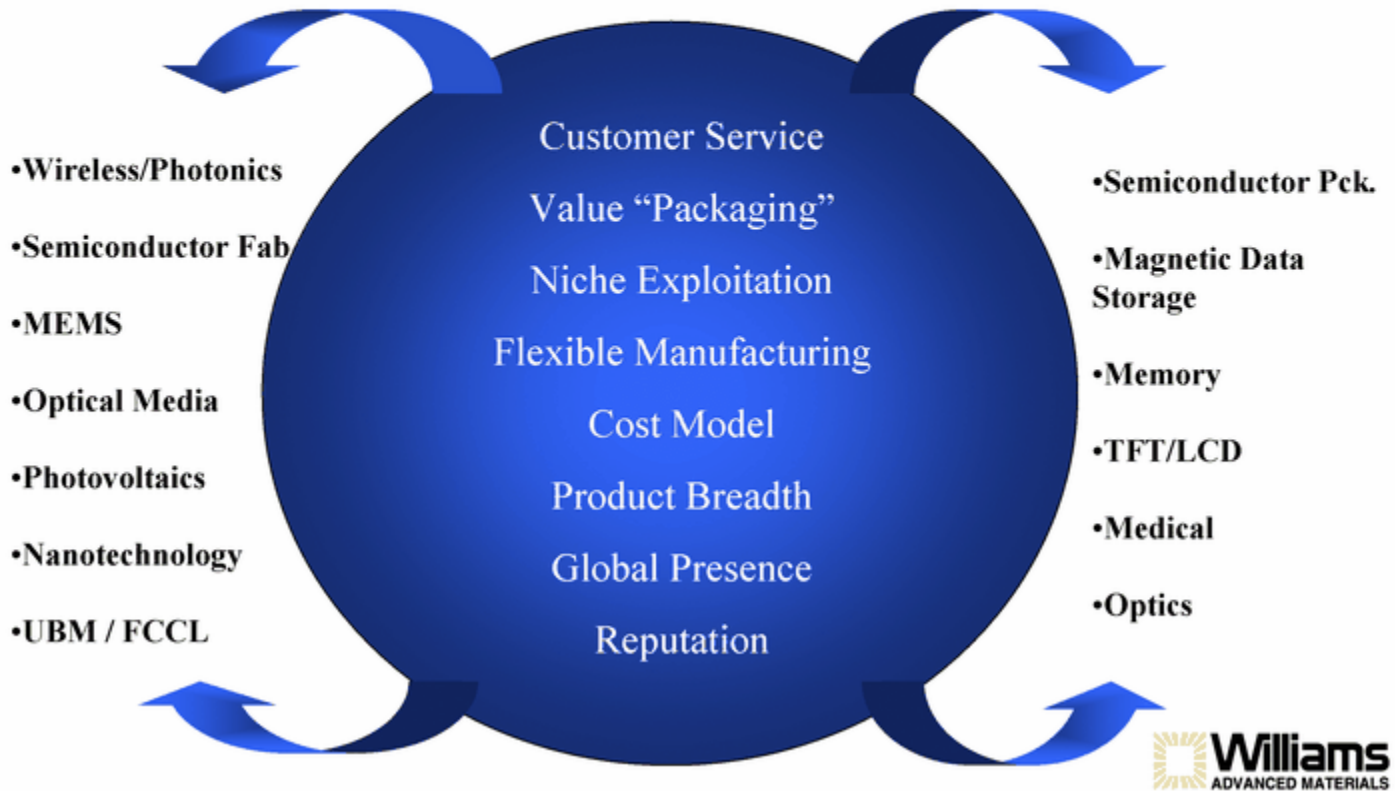 •Wireless/Photonics
•Semiconductor Fab
•MEMS
•Optical Media
•Photovoltaics
•Nanotechnology
•UBM / FCCL
Customer Service
Value “Packaging”
Niche Exploitation
Flexible Manufacturing
Cost Model
Product Breadth
Global Presence
Reputation
•Semiconductor Pck.
•Magnetic Data
Storage
•Memory
•TFT/LCD
•Medical
•Optics
Williams
ADVANCED MATERIALS